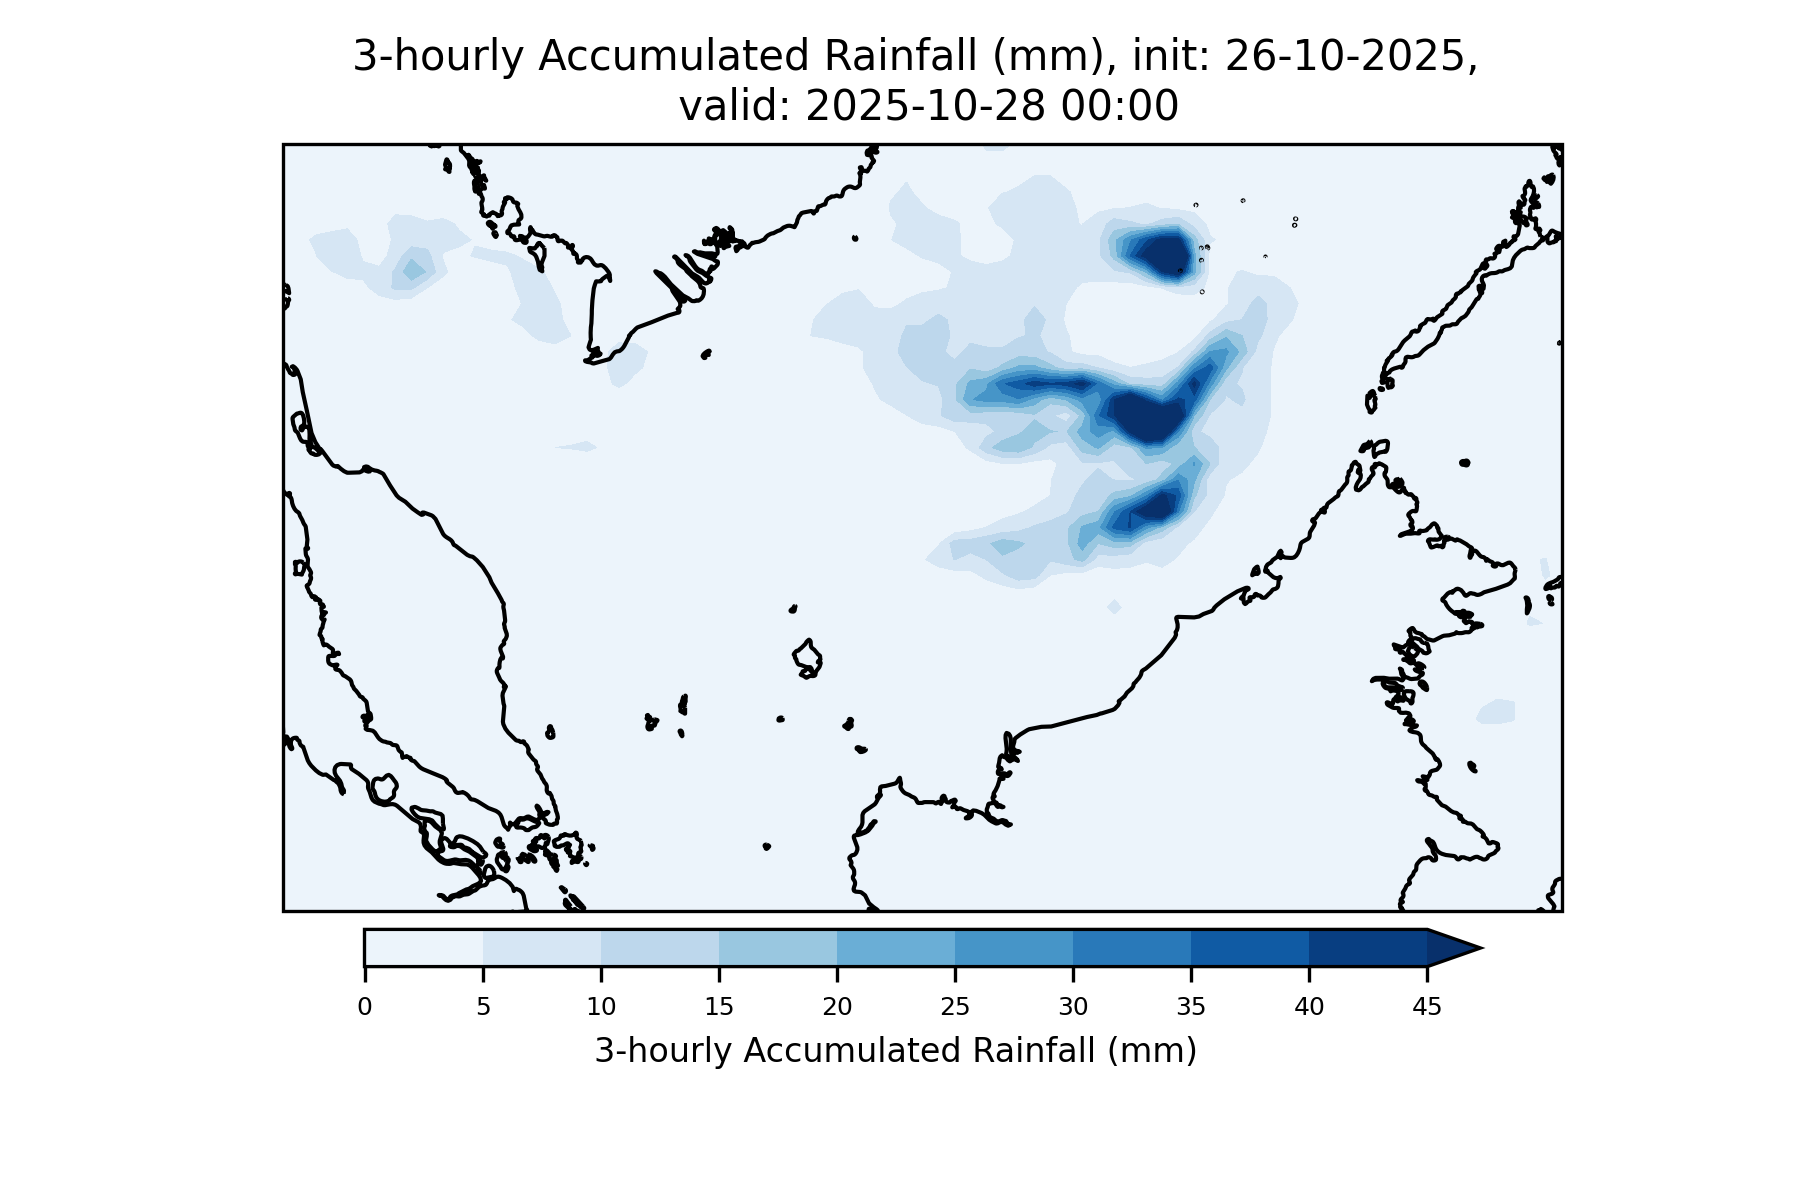 3-hourly Accumulated Rainfall (mm), init: 26-10-2025,
valid: 2025-10-28 00:00
0 5 10 15 20 25 30 35 40 45
3-hourly Accumulated Rainfall (mm)